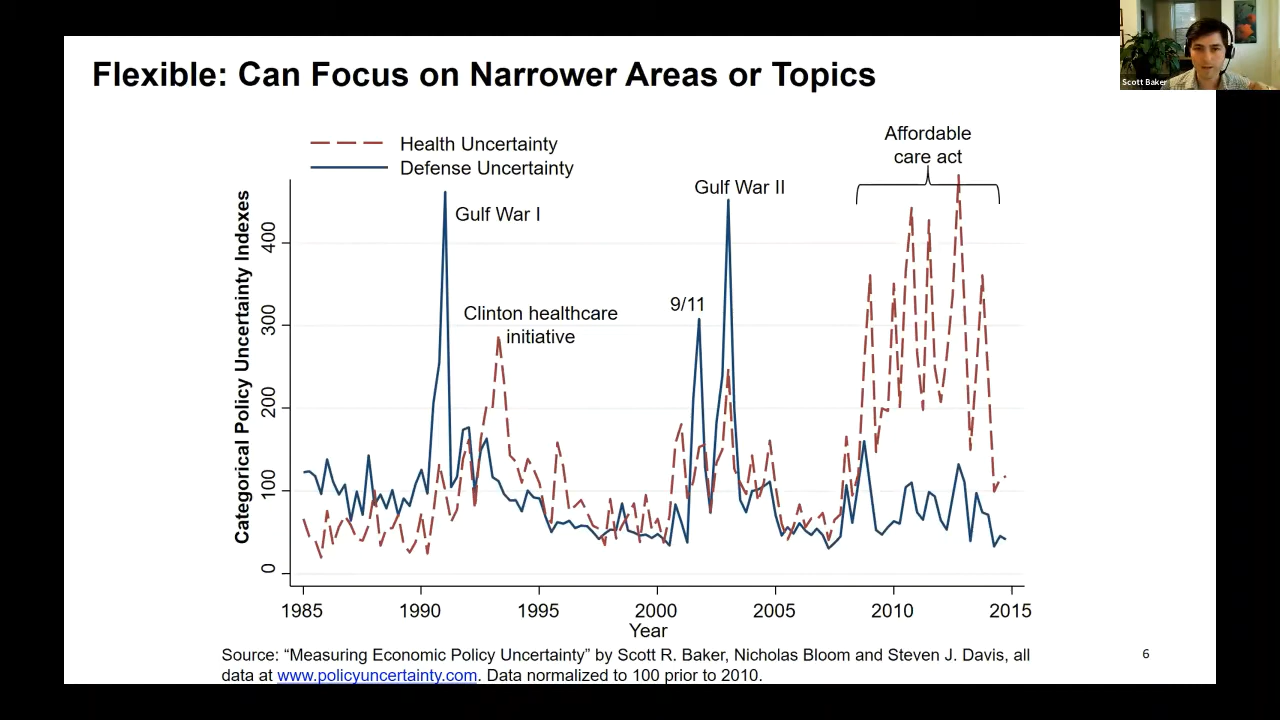 Flexible: Can Focus on Narrower Areas or Topics
Scott Baker
Health Uncertainty
Defense Uncertainty
Affordable
care act
Gulf War I
Gulf War II
9/11
Clinton healthcare
initiative
Categorical Policy Uncertainty Indexes
400
300
200
100
0
1985 1990 1995 2000 2005 2010 2015
Year
Source: “Measuring Economic Policy Uncertainty” by Scott R. Baker, Nicholas Bloom and Steven J. Davis, all
data at www.policyuncertainty.com. Data normalized to 100 prior to 2010.
6